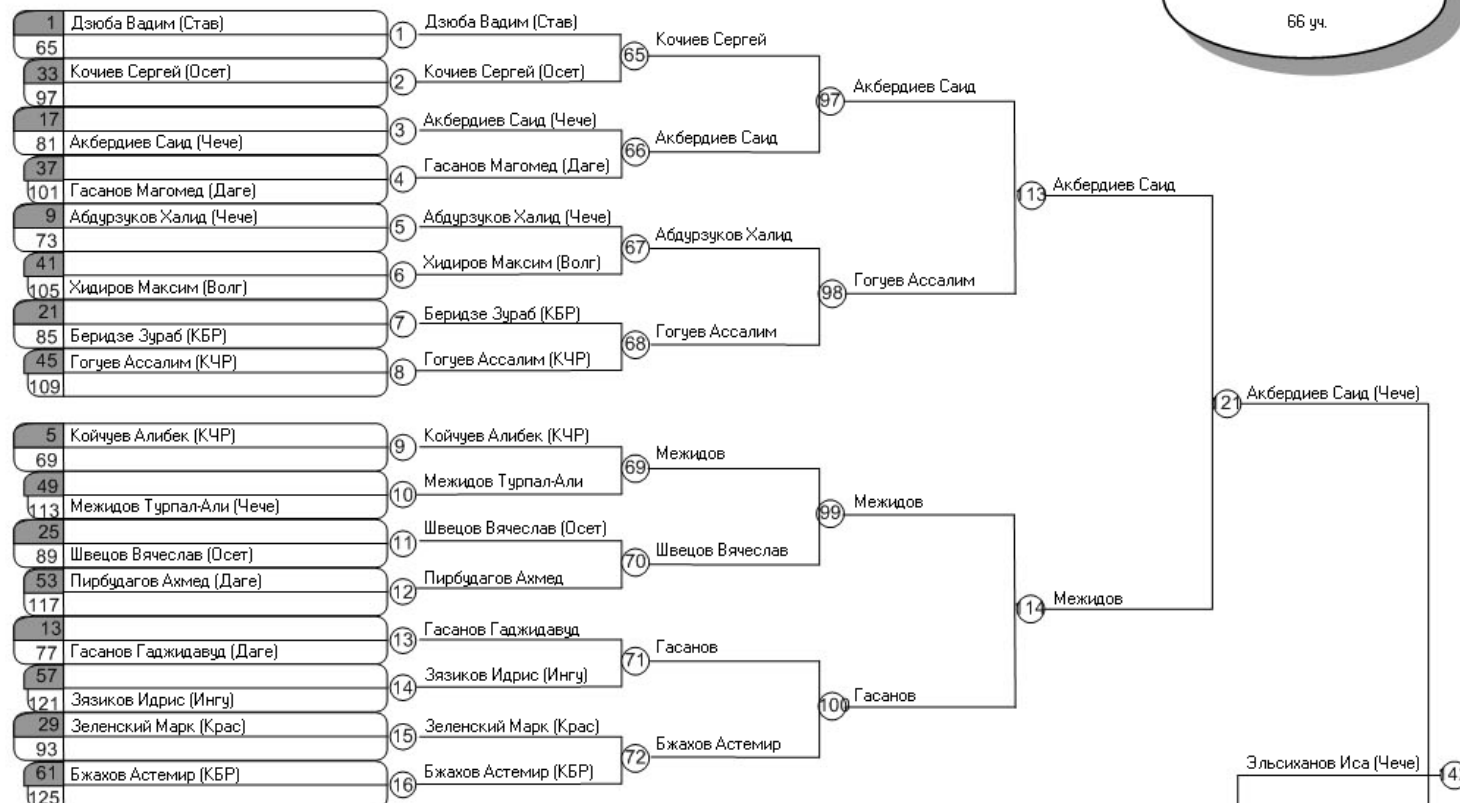 66 уч.
1 Дзюба Вадим (Став)
65
33 Кочиев Сергей (Осет)
97
17
81 Акбердиев Саид (Чече)
37
101 Гасанов Магомед (Даге)
9 Абдурзуков Халид (Чече)
73
41
105 Хидиров Максим (Волг)
21
85 Беридзе Зураб (КБР)
45 Гогуев Ассалим (КЧР)
109
1 Дзюба Вадим (Став)
2 Кочиев Сергей (Осет)
3 Акбердиев Саид (Чече)
4 Гасанов Магомед (Даге)
5 Абдурзуков Халид (Чече)
6 Хидиров Максим (Волг)
7 Беридзе Зураб (КБР)
8 Гогуев Ассалим (КЧР)
65 Кочиев Сергей
66 Акбердиев Саид
67 Абдурзуков Халид
68 Гогуев Ассалим
97 Акбердиев Саид
98 Гогуев Ассалим
113 Акбердиев Саид
121 Акбердиев Саид (Чече)
5 Койчуев Алибек (КЧР)
69
49
113 Межидов Турпал-Али (Чече)
25
89 Швецов Вячеслав (Осет)
53 Пирбудагов Ахмед (Даге)
117
13
77 Гасанов Гаджидавуд (Даге)
57
121 Зязиков Идрис (Ингу)
29 Зеленский Марк (Крас)
93
61 Бжахов Астемир (КБР)
125
9 Койчуев Алибек (КЧР)
10 Межидов Турпал-Али
11 Швецов Вячеслав (Осет)
12 Пирбудагов Ахмед
13 Гасанов Гаджидавуд
14 Зязиков Идрис (Ингу)
15 Зеленский Марк (Крас)
16 Бжахов Астемир (КБР)
69 Межидов
70 Швецов Вячеслав
71 Гасанов
72 Бжахов Астемир
99 Межидов
100 Гасанов
114 Межидов
Эльсиханов Иса (Чече)